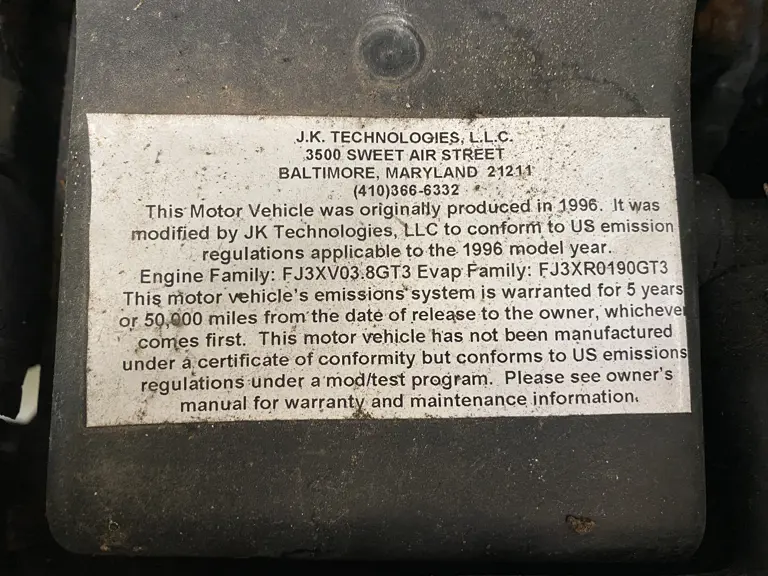 J.K. TECHNOLOGIES, L.L.C.
3500 SWEET AIR STREET
BALTIMORE, MARYLAND 21211
(410)366-6332
This Motor Vehicle was originally produced in 1996. It was
modified by JK Technologies, LLC to conform to US emission
regulations applicable to the 1996 model year.
Engine Family: FJ3XV03.8GT3 Evap Family: FJ3XR0190GT3
This motor vehicle's emissions system is warranted for 5 years
or 50,000 miles from the date of release to the owner, whichever
comes first. This motor vehicle has not been manufactured
under a certificate of conformity but conforms to US emissions
regulations under a mod/test program. Please see owner's
manual for warranty and maintenance information.